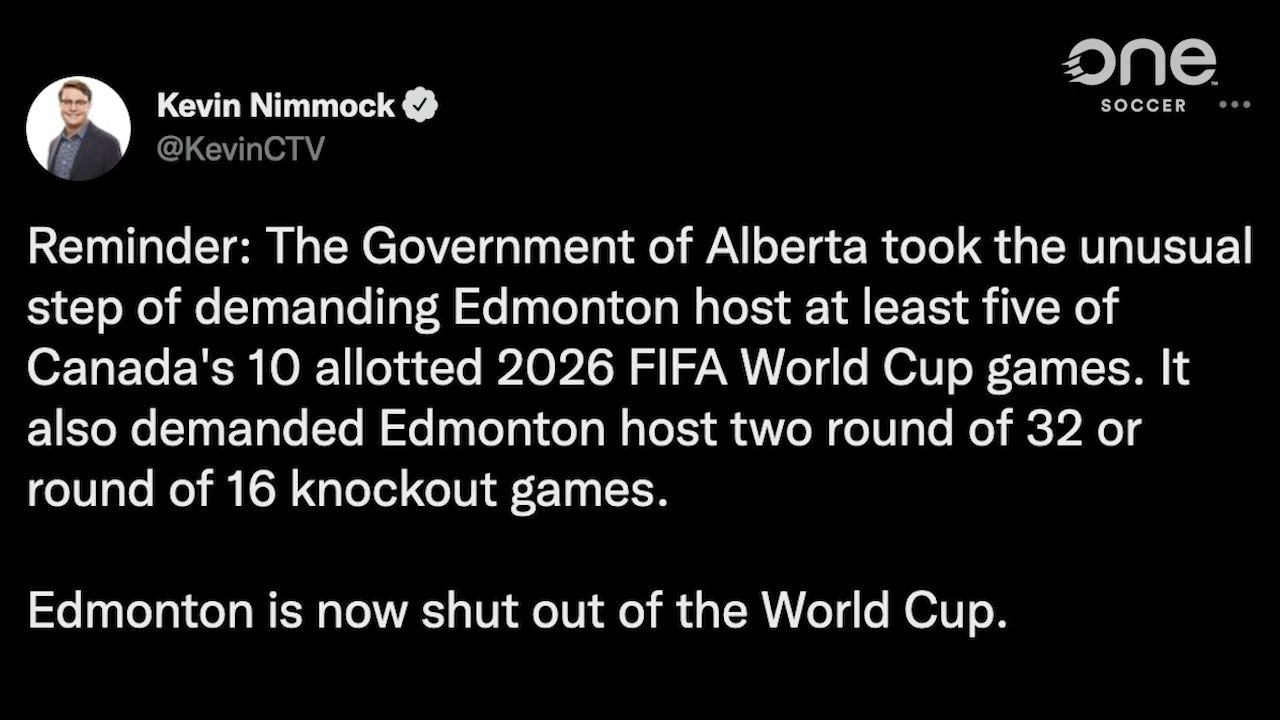 one
SOCCER
Kevin Nimmock
@KevinCTV
Reminder: The Government of Alberta took the unusual
step of demanding Edmonton host at least five of
Canada's 10 allotted 2026 FIFA World Cup games. It
also demanded Edmonton host two round of 32 or
round of 16 knockout games.
Edmonton is now shut out of the World Cup.